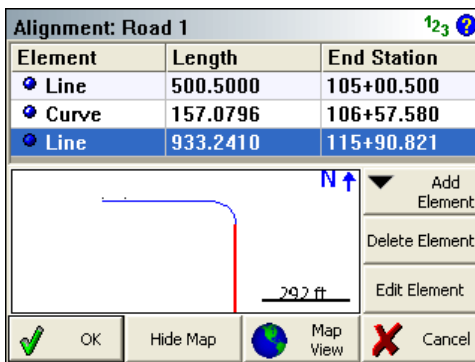 Alignment: Road 1
1 2 3 ?
Element Length End Station
Line 500.5000 105+00.500
Curve 157.0796 106+57.580
Line 933.2410 115+90.821
N
292 ft
Add Element
Delete Element
Edit Element
OK
Hide Map
Map View
Cancel